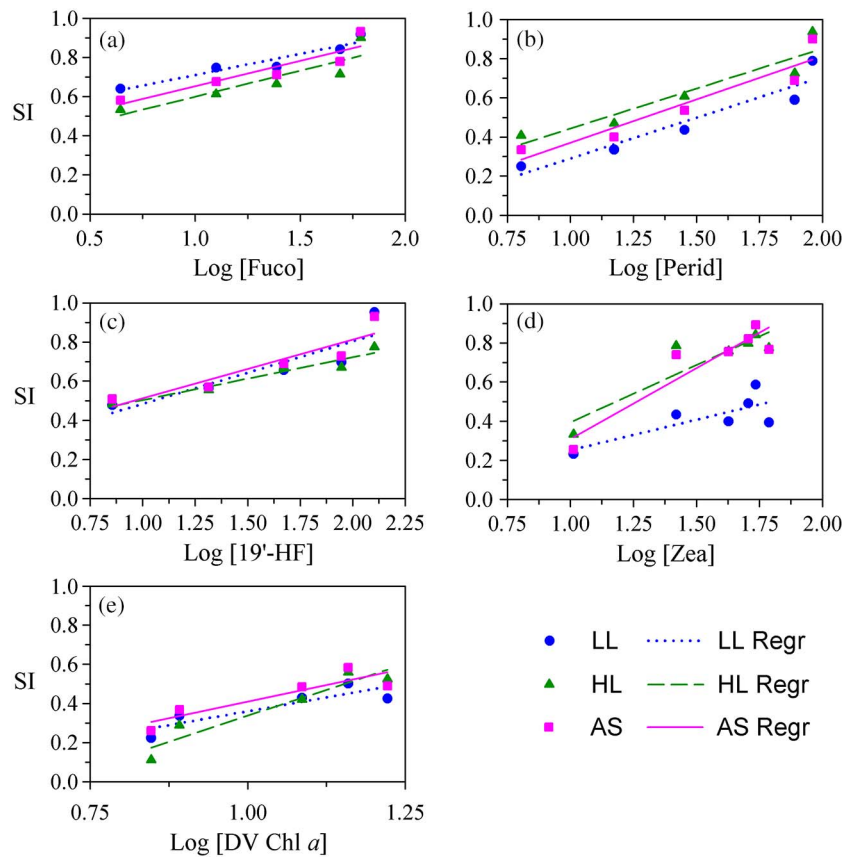 (a)
1.0
0.8
0.6
SI
0.4
0.2
0.0
0.5 1.0 1.5 2.0
Log [Fuco]
(b)
1.0
0.8
0.6
0.4
0.2
0.0
0.75 1.00 1.25 1.50 1.75 2.00
Log [Perid]
(c)
1.0
0.8
0.6
SI
0.4
0.2
0.0
0.75 1.00 1.25 1.50 1.75 2.00 2.25
Log [19'-HF]
(d)
1.0
0.8
0.6
0.4
0.2
0.0
0.75 1.00 1.25 1.50 1.75 2.00
Log [Zea]
(e)
1.0
0.8
0.6
SI
0.4
0.2
0.0
0.75 1.00 1.25
Log [DV Chl a]
LL LL Regr
HL HL Regr
AS AS Regr